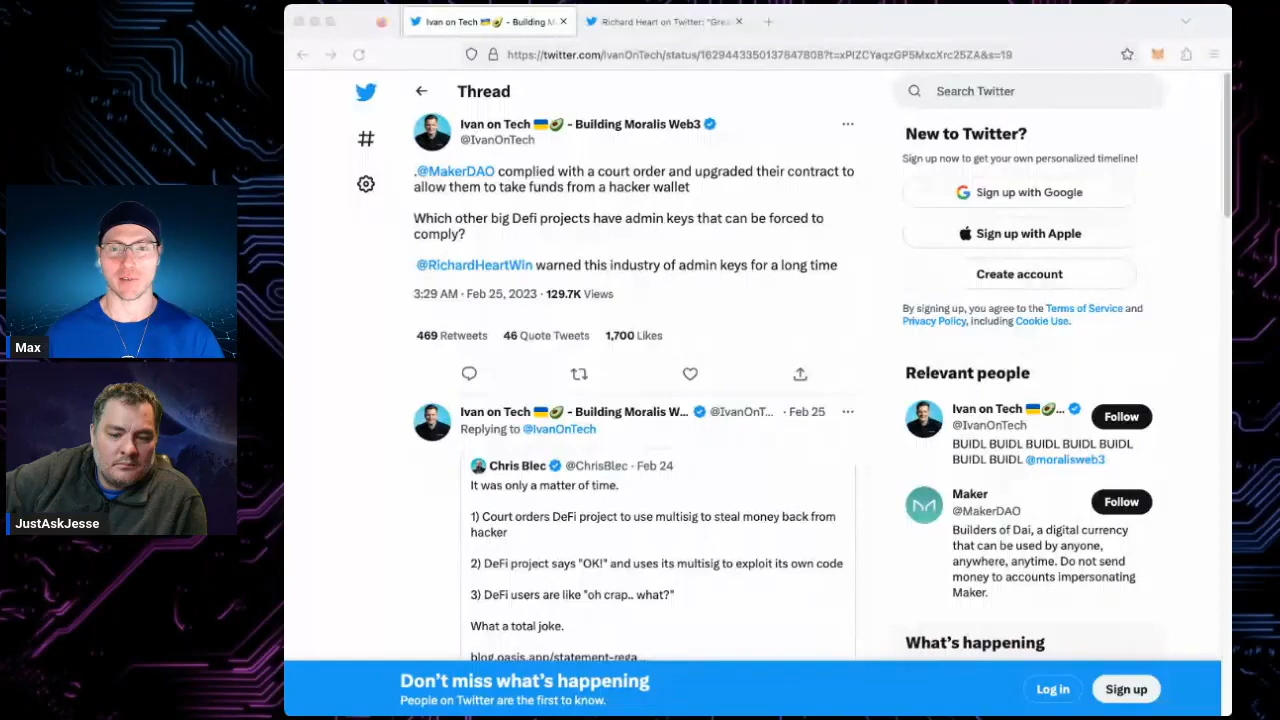 Ivan on Tech 🇺🇦🥑 - Building M
Richard Heart on Twitter: "Grea
https://twitter.com/IvanOnTech/status/1629443350137847808?t=xPIZCYaqzGP5MxcXrc25ZA&s=19
Thread
Search Twitter
Ivan on Tech 🇺🇦🥑 - Building Moralis Web3
@IvanOnTech
.@MakerDAO complied with a court order and upgraded their contract to
allow them to take funds from a hacker wallet
Which other big Defi projects have admin keys that can be forced to
comply?
@RichardHeartWin warned this industry of admin keys for a long time
3:29 AM · Feb 25, 2023 · 129.7K Views
469 Retweets 46 Quote Tweets 1,700 Likes
Ivan on Tech 🇺🇦🥑 - Building Moralis W... @IvanOnT... · Feb 25
Replying to @IvanOnTech
Chris Blec @ChrisBlec · Feb 24
It was only a matter of time.
1) Court orders DeFi project to use multisig to steal money back from
hacker
2) DeFi project says "OK!" and uses its multisig to exploit its own code
3) DeFi users are like "oh crap.. what?"
What a total joke.
blog.oasis.app/statement-rega...
New to Twitter?
Sign up now to get your own personalized timeline!
Sign up with Google
Sign up with Apple
Create account
By signing up, you agree to the Terms of Service and
Privacy Policy, including Cookie Use.
Relevant people
Ivan on Tech 🇺🇦🥑...
@IvanOnTech
Follow
BUIDL BUIDL BUIDL BUIDL BUIDL
BUIDL BUIDL @moralisweb3
Maker
@MakerDAO
Follow
Builders of Dai, a digital currency
that can be used by anyone,
anywhere, anytime. Do not send
money to accounts impersonating
Maker.
What's happening
Don't miss what's happening
People on Twitter are the first to know.
Log in
Sign up
Max
JustAskJesse